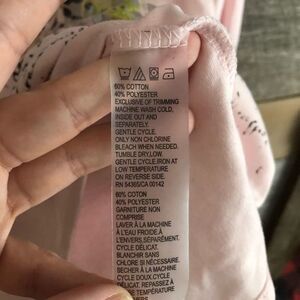 60% COTTON
40% POLYESTER
EXCLUSIVE OF TRIMMING
MACHINE WASH COLD,
INSIDE OUT AND
SEPARATELY.
GENTLE CYCLE.
ONLY NON CHLORINE
BLEACH WHEN NEEDED.
TUMBLE DRY,LOW.
GENTLE CYCLE.IRON AT
LOW TEMPERATURE
ON REVERSE SIDE.
RN 54365/CA 00142
60% COTON
40% POLYESTER
GARNITURE NON
COMPRISE
LAVER À LA MACHINE
À L'EAU FROIDE,À
L'ENVERS,SÉPARÉMENT.
CYCLE DÉLICAT.
BLANCHIR SANS
CHLORE SI NÉCESSAIRE.
SÉCHER À LA MACHINE
CYCLE DOUX.CYCLE
DÉLICAT. REPASSEZ À
TEMPÉRATURE